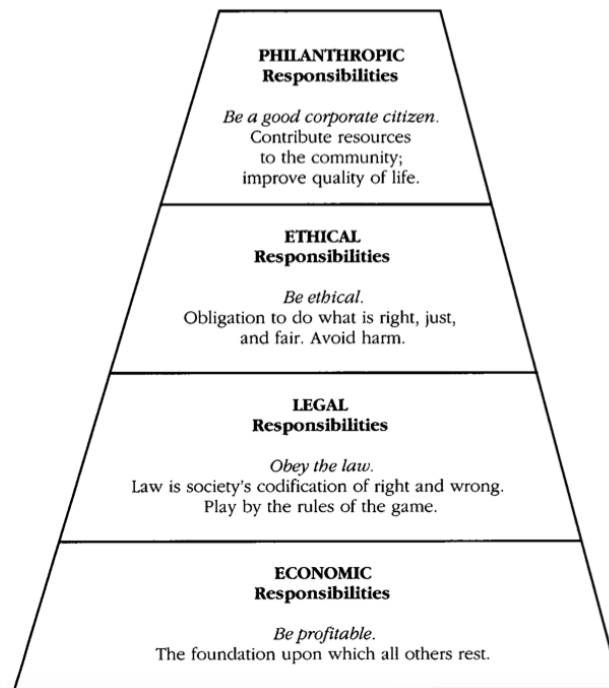 PHILANTHROPIC
Responsibilities
Be a good corporate citizen.
Contribute resources
to the community;
improve quality of life.
ETHICAL
Responsibilities
Be ethical.
Obligation to do what is right, just,
and fair. Avoid harm.
LEGAL
Responsibilities
Obey the law.
Law is society's codification of right and wrong.
Play by the rules of the game.
ECONOMIC
Responsibilities
Be profitable.
The foundation upon which all others rest.